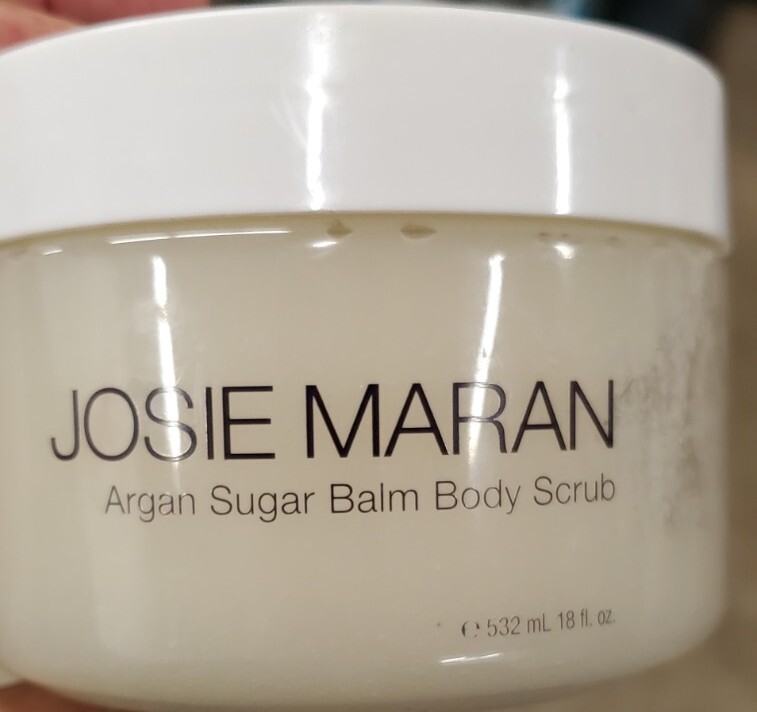 JOSIE MARAN
Argan Sugar Balm Body Scrub
℮ 532 mL 18 fl. oz.